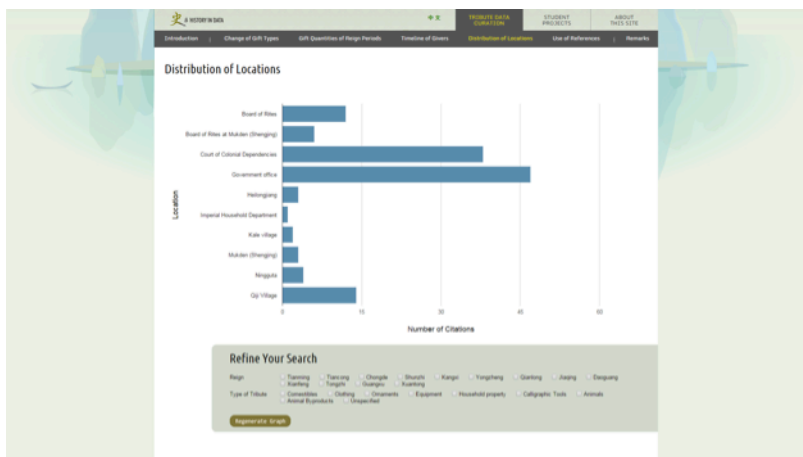 史 A HISTORY IN DATA
中文
TRIBUTE DATA CURATION
STUDENT PROJECTS
ABOUT THIS SITE
Introduction | Change of Gift Types Gift Quantities of Reign Periods Timeline of Givers Distribution of Locations Use of References | Remarks
Distribution of Locations
Board of Rites
Board of Rites at Mukden (Shengjing)
Court of Colonial Dependencies
Government office
Heilongjiang
Imperial Household Department
Kale village
Mukden (Shengjing)
Ningguta
Qiji Village
Location
0 15 30 45 60
Number of Citations
Refine Your Search
Reign: Tianming Tiancong Chongde Shunzhi Kangxi Yongzheng Qianlong Jiaqing Daoguang
Xianfeng Tongzhi Guangxu Xuantong
Type of Tribute Comestibles Clothing Ornaments Equipment Household property Calligraphic Tools Animals
Animal Byproducts Unspecified
Regenerate Graph